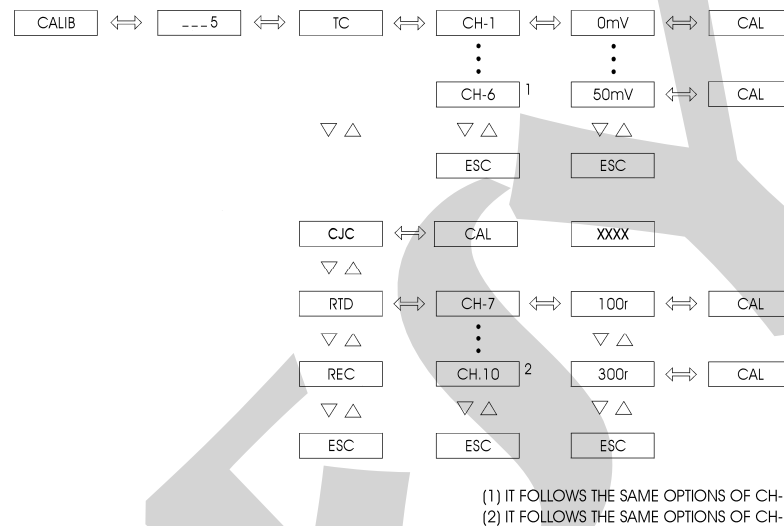 CALIB ___5 TC CH-1 0mV CAL
CH-6 1 50mV CAL
ESC ESC
CJC CAL XXXX
RTD CH-7 100r CAL
REC CH.10 2 300r CAL
ESC ESC ESC
(1) IT FOLLOWS THE SAME OPTIONS OF CH-
(2) IT FOLLOWS THE SAME OPTIONS OF CH-